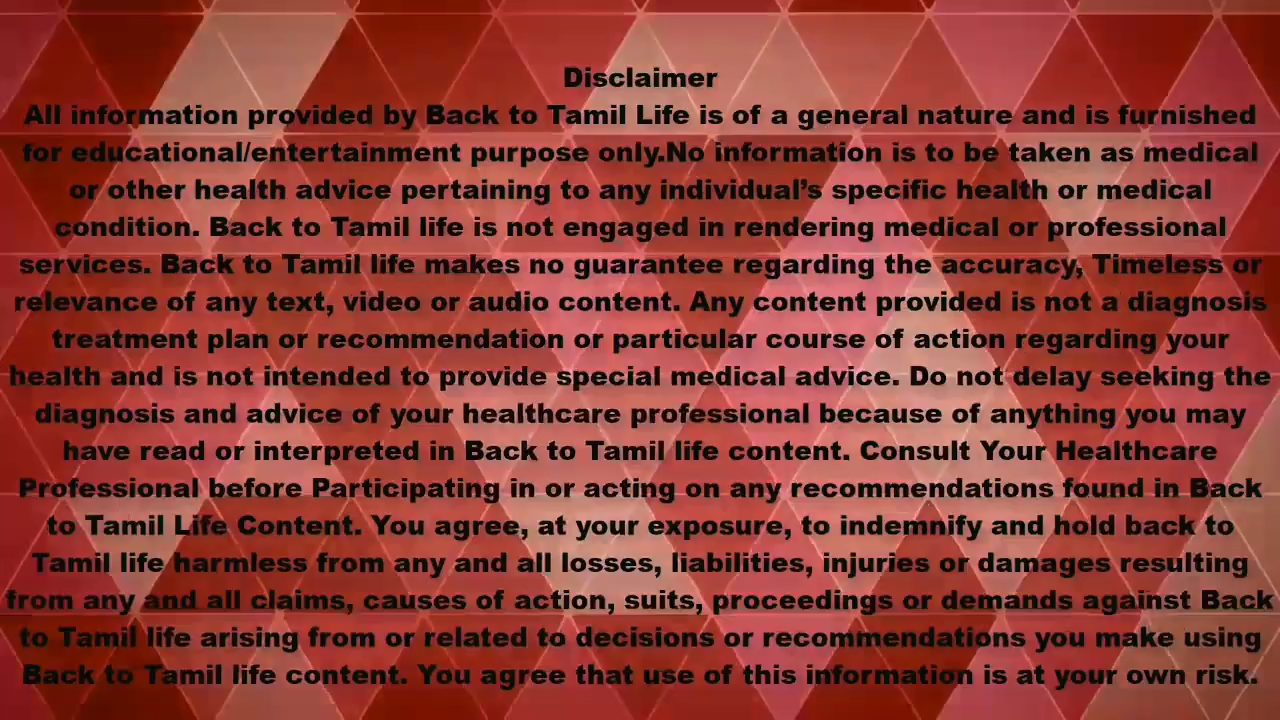 Disclaimer
All information provided by Back to Tamil Life is of a general nature and is furnished
for educational/entertainment purpose only.No information is to be taken as medical
or other health advice pertaining to any individual’s specific health or medical
condition. Back to Tamil life is not engaged in rendering medical or professional
services. Back to Tamil life makes no guarantee regarding the accuracy, Timeless or
relevance of any text, video or audio content. Any content provided is not a diagnosis
treatment plan or recommendation or particular course of action regarding your
health and is not intended to provide special medical advice. Do not delay seeking the
diagnosis and advice of your healthcare professional because of anything you may
have read or interpreted in Back to Tamil life content. Consult Your Healthcare
Professional before Participating in or acting on any recommendations found in Back
to Tamil Life Content. You agree, at your exposure, to indemnify and hold back to
Tamil life harmless from any and all losses, liabilities, injuries or damages resulting
from any and all claims, causes of action, suits, proceedings or demands against Back
to Tamil life arising from or related to decisions or recommendations you make using
Back to Tamil life content. You agree that use of this information is at your own risk.